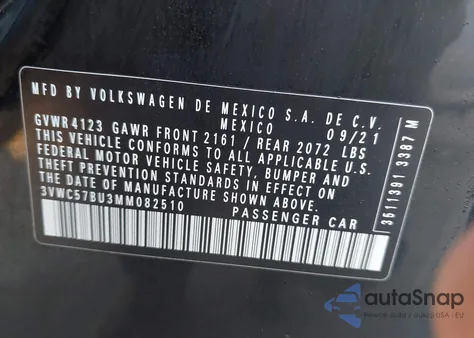 MFD BY VOLKSWAGEN DE MEXICO S.A. DE C.V.
MEXICO 09/21
GVWR 4123 GAWR FRONT 2161 / REAR 2072 LBS
THIS VEHICLE CONFORMS TO ALL APPLICABLE U.S.
FEDERAL MOTOR VEHICLE SAFETY, BUMPER AND
THEFT PREVENTION STANDARDS IN EFFECT ON
THE DATE OF MANUFACTURE SHOWN ABOVE.
3VWC57BU3MM082510 PASSENGER CAR
3511391 3387 M
autoSnap